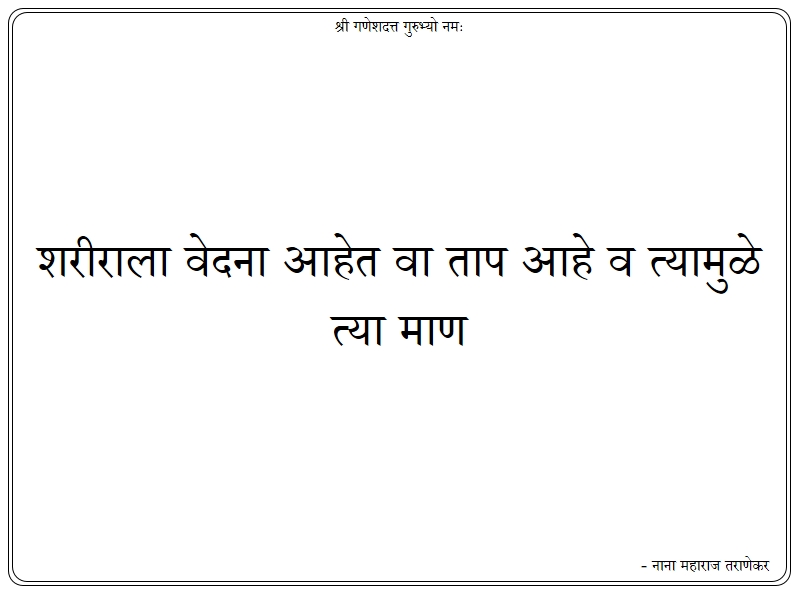 श्री गणेशदत्त गुरुभ्यो नमः
शरीराला वेदना आहेत वा ताप आहे व त्यामुळे
त्या माण
- नाना महाराज तराणेकर